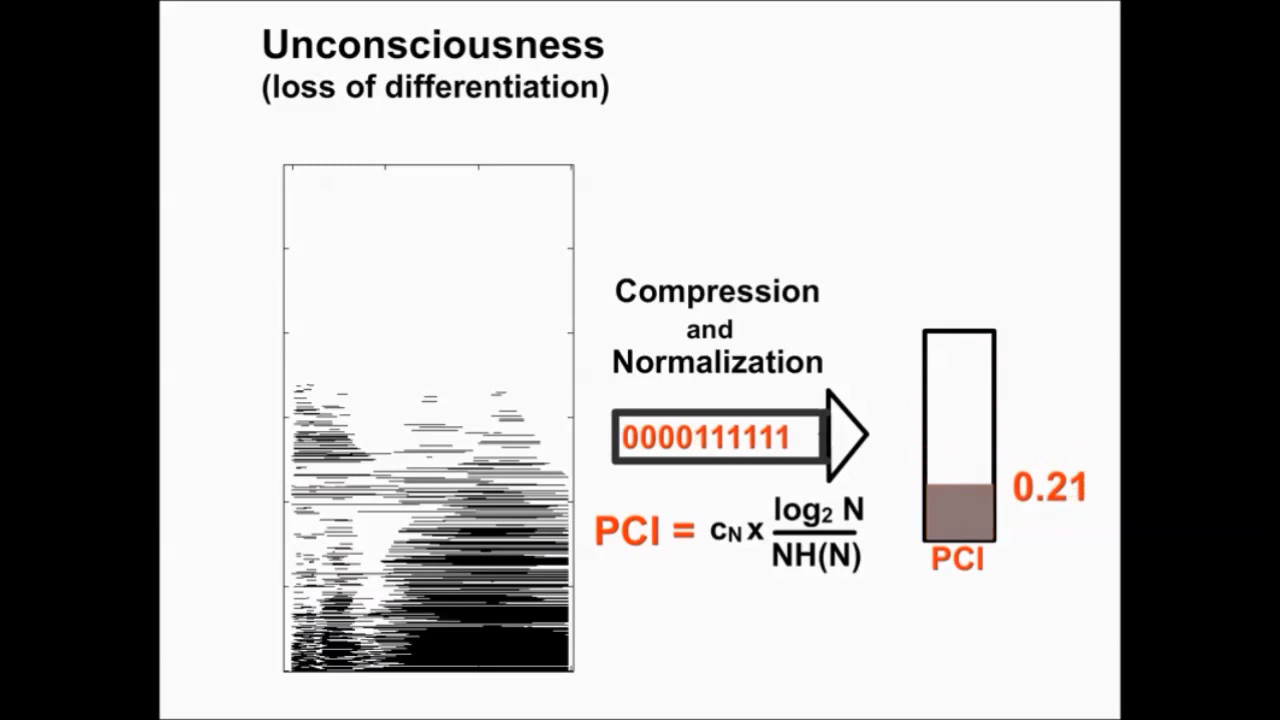 Unconsciousness
(loss of differentiation)
Compression
and
Normalization
0000111111
PCI = cN x log2 N
NH(N)
0.21
PCI